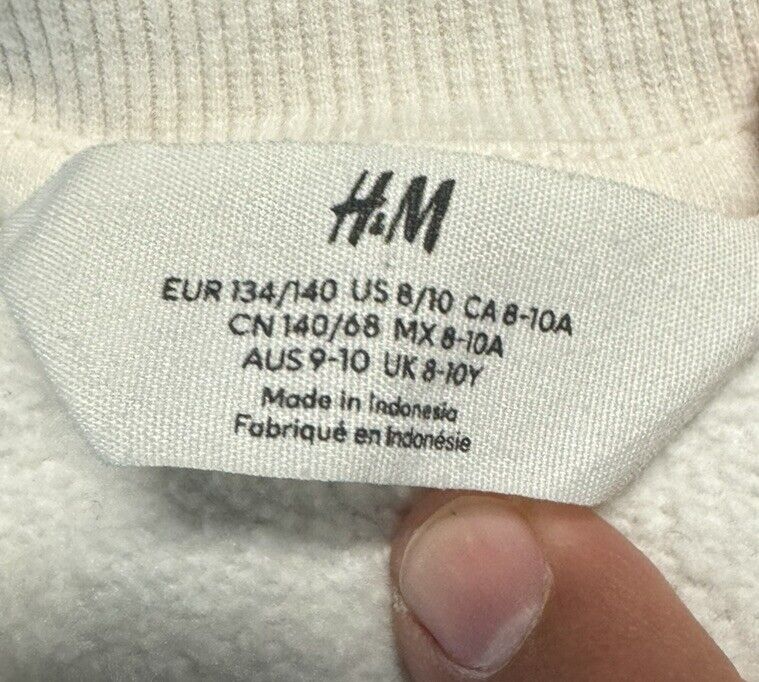 H&M
EUR 134/140 US 8/10 CA 8-10A
CN 140/68 MX 8-10A
AUS 9-10 UK 8-10Y
Made in Indonesia
Fabriqué en Indonésie